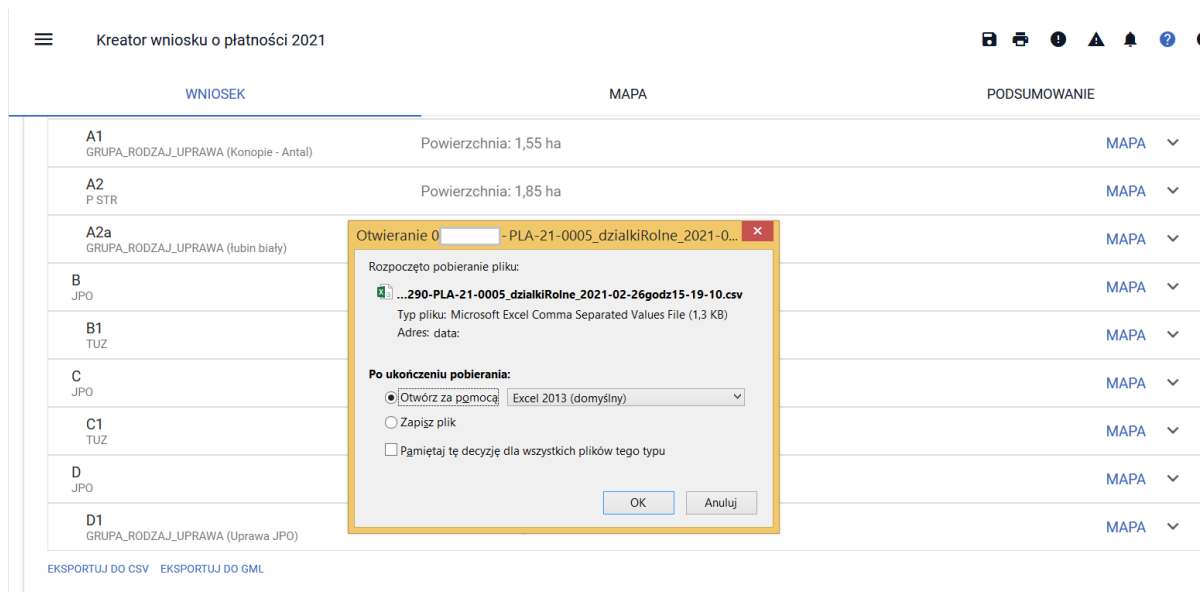 Kreator wniosku o płatności 2021
WNIOSEK MAPA PODSUMOWANIE
A1
GRUPA_RODZAJ_UPRAWA (Konopie - Antal)
Powierzchnia: 1,55 ha
MAPA
A2
P STR
Powierzchnia: 1,85 ha
MAPA
A2a
GRUPA_RODZAJ_UPRAWA (łubin biały)
MAPA
B
JPO
MAPA
B1
TUZ
MAPA
C
JPO
MAPA
C1
TUZ
MAPA
D
JPO
MAPA
D1
GRUPA_RODZAJ_UPRAWA (Uprawa JPO)
MAPA
EKSPORTUJ DO CSV EKSPORTUJ DO GML
Otwieranie 0 - PLA-21-0005_dzialkiRolne_2021-0...
Rozpoczęto pobieranie pliku:
...290-PLA-21-0005_dzialkiRolne_2021-02-26godz15-19-10.csv
Typ pliku: Microsoft Excel Comma Separated Values File (1,3 KB)
Adres: data:
Po ukończeniu pobierania:
Otwórz za pomocą Excel 2013 (domyślny)
Zapisz plik
Pamiętaj tę decyzję dla wszystkich plików tego typu
OK Anuluj